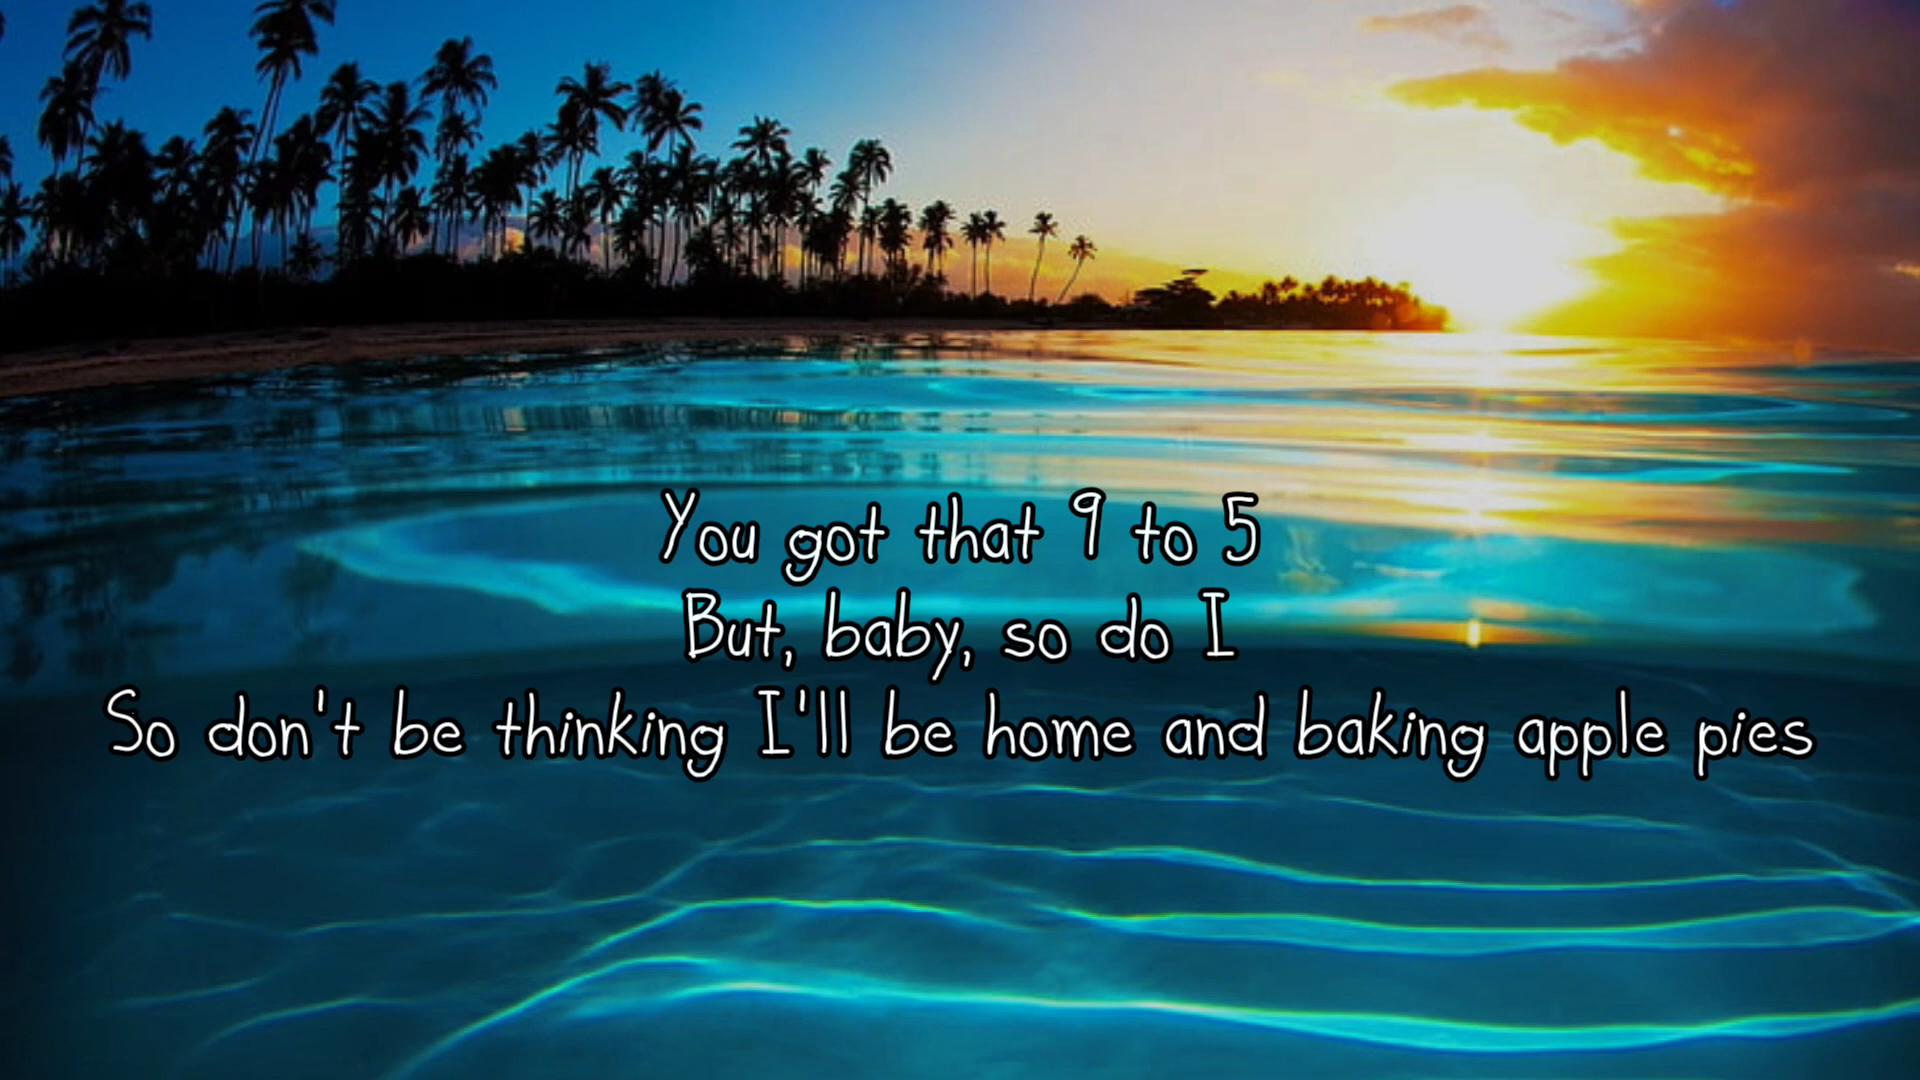 You got that 9 to 5
But, baby, so do I
So don't be thinking I'll be home and baking apple pies